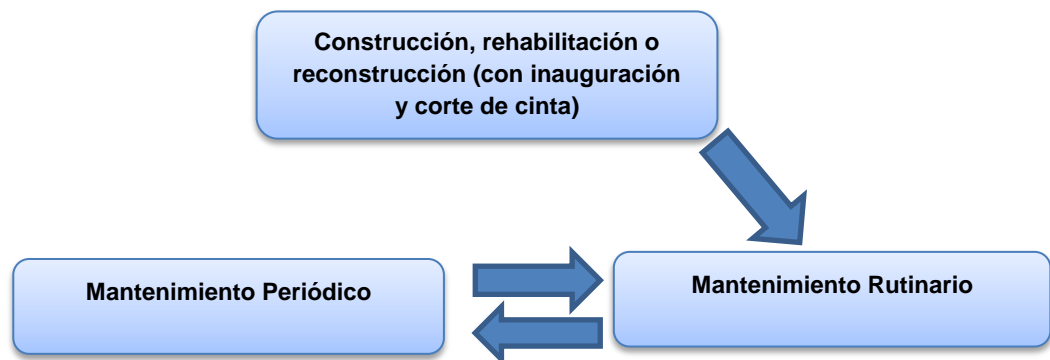 Construcción, rehabilitación o
reconstrucción (con inauguración
y corte de cinta)
Mantenimiento Periódico
Mantenimiento Rutinario